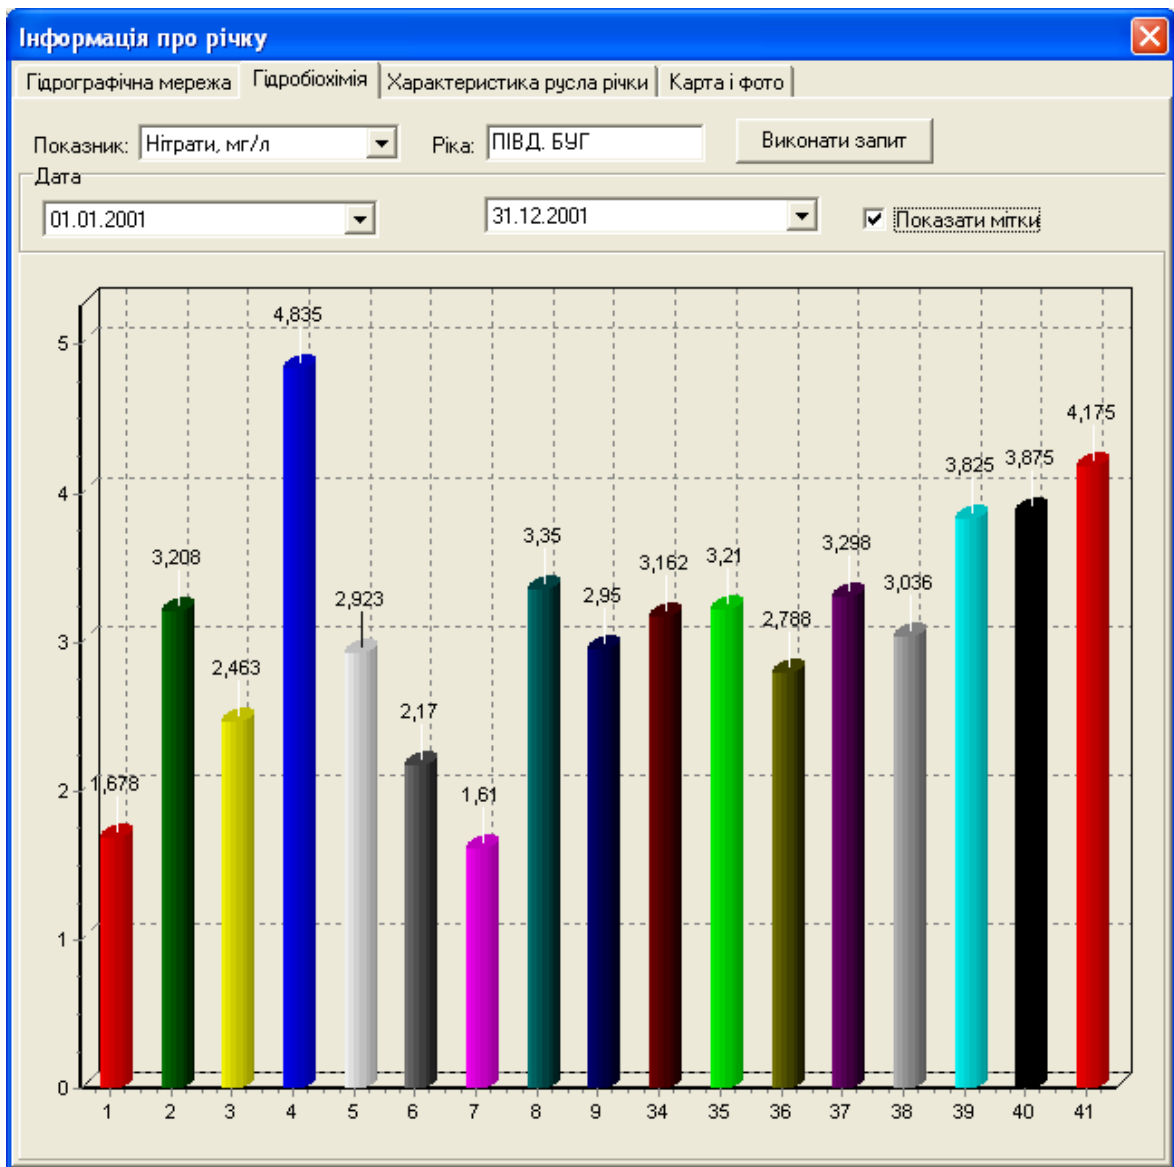 Інформація про річку
Гідрографічна мережа Гідробіохімія Характеристика русла річки Карта і фото
Показник: Нітрати, мг/л Ріка: ПІВД. БУГ Виконати запит
Дата
01.01.2001 31.12.2001 Показати мітки
4,835
5
4,175
3,825 3,875
4
3,35
3,208 3,162 3,21 3,298
2,923 2,95 3,036
3 2,788
2,463
2,17
2 1,678 1,61
1
0
1 2 3 4 5 6 7 8 9 34 35 36 37 38 39 40 41